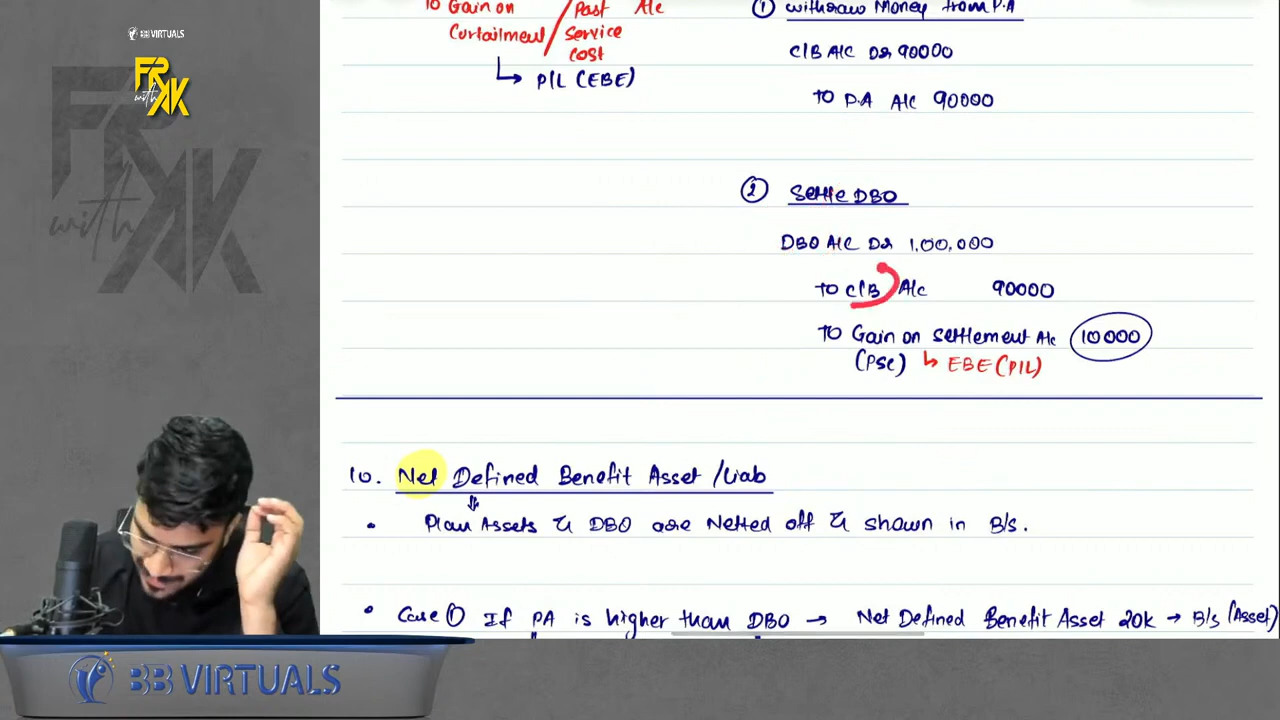 BB VIRTUALS
FR
with
AK
FR
with
AK
To Gain on / Past A/c
Curtailment / Service
Cost
↳ P/L (EBE)
① withdraw Money from P.A
C/B A/c Dr 90000
To P.A A/c 90000
② Settle DBO
DBO A/c Dr 1,00,000
To C/B A/c 90000
To Gain on settlement A/c 10000
(PSC) ↳ EBE (P/L)
10. Net Defined Benefit Asset /Liab
• Plan Assets & DBO are Netted off & shown in B/s.
• Case ① If PA is higher than DBO → Net Defined Benefit Asset 20k → B/s (Asset)
BB VIRTUALS